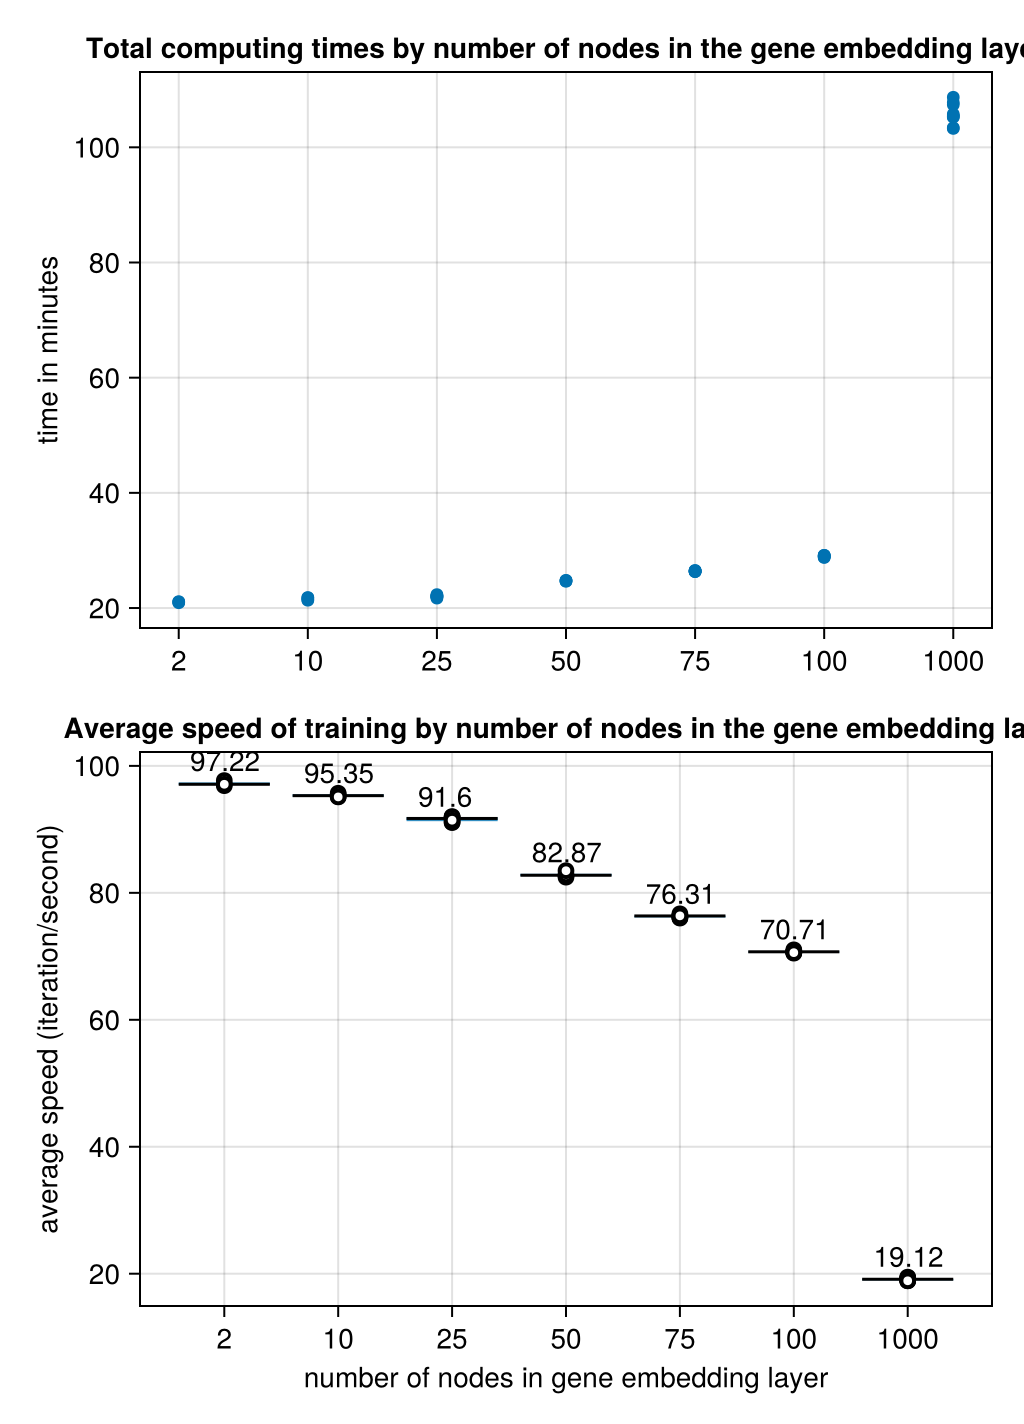 Total computing times by number of nodes in the gene embedding
100
80
60
40
20
time in minutes
2 10 25 50 75 100 1000
Average speed of training by number of nodes in the gene embedding
100
80
60
40
20
average speed (iteration/second)
97.22
95.35
91.6
82.87
76.31
70.71
19.12
2 10 25 50 75 100 1000
number of nodes in gene embedding layer